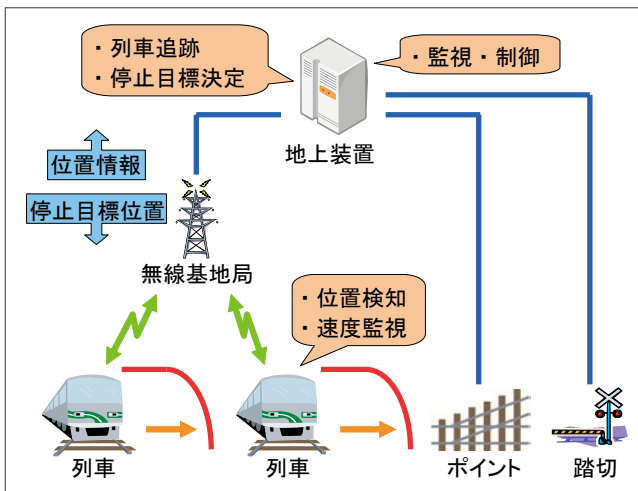 ・列車追跡
・停止目標決定
・監視・制御
地上装置
位置情報
停止目標位置
無線基地局
・位置検知
・速度監視
列車
列車
ポイント
踏切